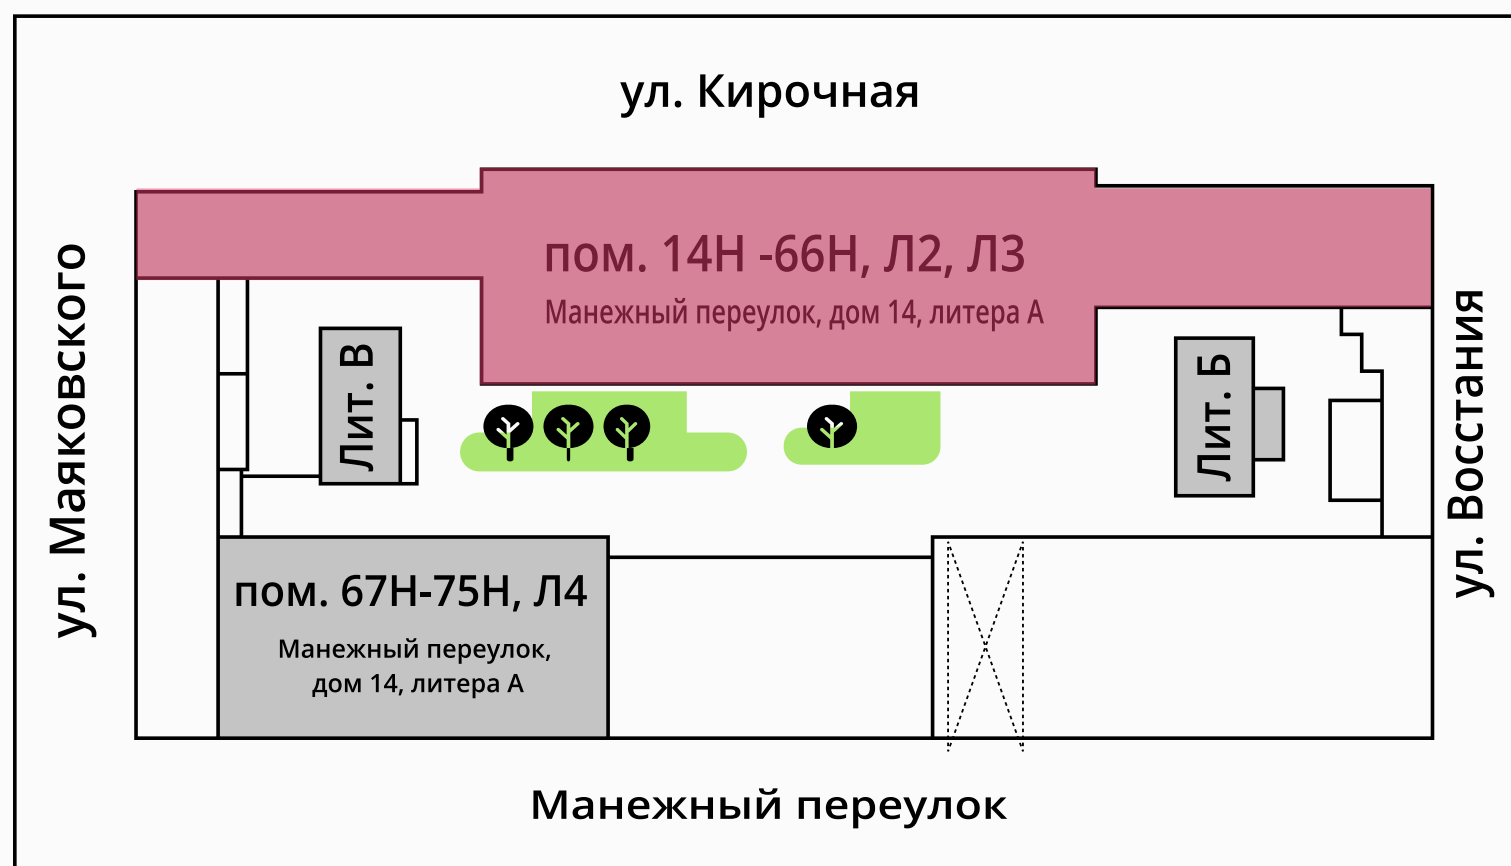 ул. Кирочная
ул. Маяковского
пом. 14Н -66Н, Л2, Л3
Манежный переулок, дом 14, литера А
Лит. В
Лит. Б
ул. Восстания
пом. 67Н-75Н, Л4
Манежный переулок,
дом 14, литера А
Манежный переулок